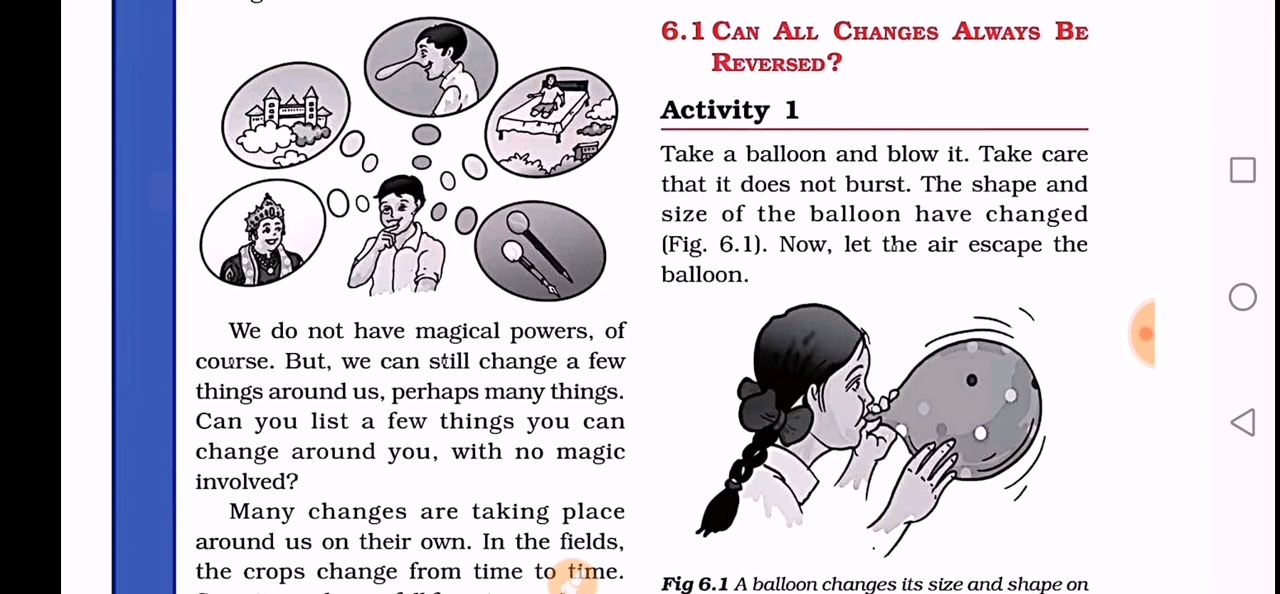 We do not have magical powers, of
course. But, we can still change a few
things around us, perhaps many things.
Can you list a few things you can
change around you, with no magic
involved?
Many changes are taking place
around us on their own. In the fields,
the crops change from time to time.
6.1 CAN ALL CHANGES ALWAYS BE
REVERSED?
Activity 1
Take a balloon and blow it. Take care
that it does not burst. The shape and
size of the balloon have changed
(Fig. 6.1). Now, let the air escape the
balloon.
Fig 6.1 A balloon changes its size and shape on